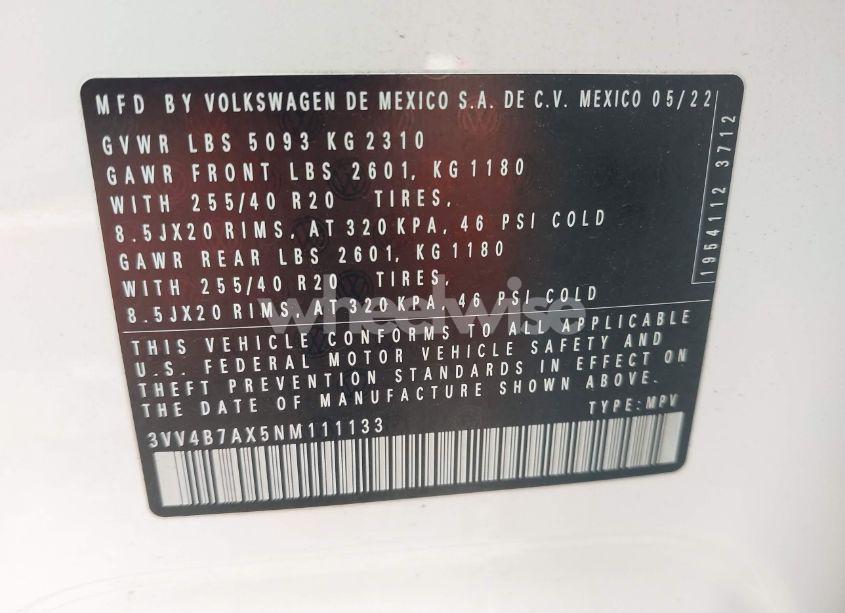 MFD BY VOLKSWAGEN DE MEXICO S.A. DE C.V. MEXICO 05/22
GVWR LBS 5093 KG 2310
GAWR FRONT LBS 2601, KG 1180
WITH 255/40 R20 TIRES,
8.5JX20 RIMS, AT 320 KPA, 46 PSI COLD
GAWR REAR LBS 2601, KG 1180
WITH 255/40 R20 TIRES,
8.5JX20 RIMS, AT 320 KPA, 46 PSI COLD
THIS VEHICLE CONFORMS TO ALL APPLICABLE
U.S. FEDERAL MOTOR VEHICLE SAFETY AND
THEFT PREVENTION STANDARDS IN EFFECT ON
THE DATE OF MANUFACTURE SHOWN ABOVE.
TYPE: MPV
3VV4B7AX5NM111133
1954112 3712
wheelwise